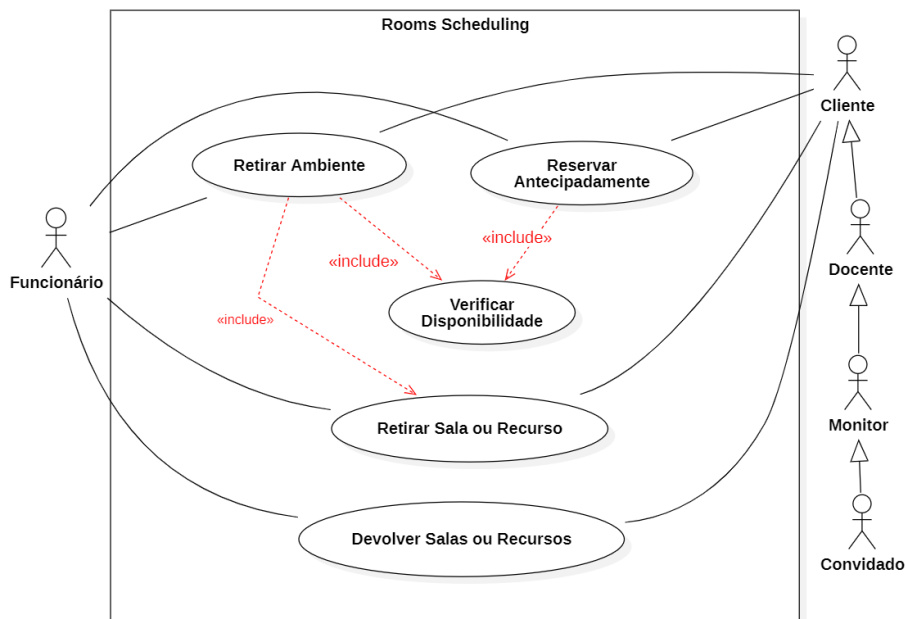 Rooms Scheduling
Cliente
Retirar Ambiente
Reservar
Antecipadamente
Funcionário
«include»
«include»
Docente
Verificar
Disponibilidade
«include»
Retirar Sala ou Recurso
Monitor
Devolver Salas ou Recursos
Convidado